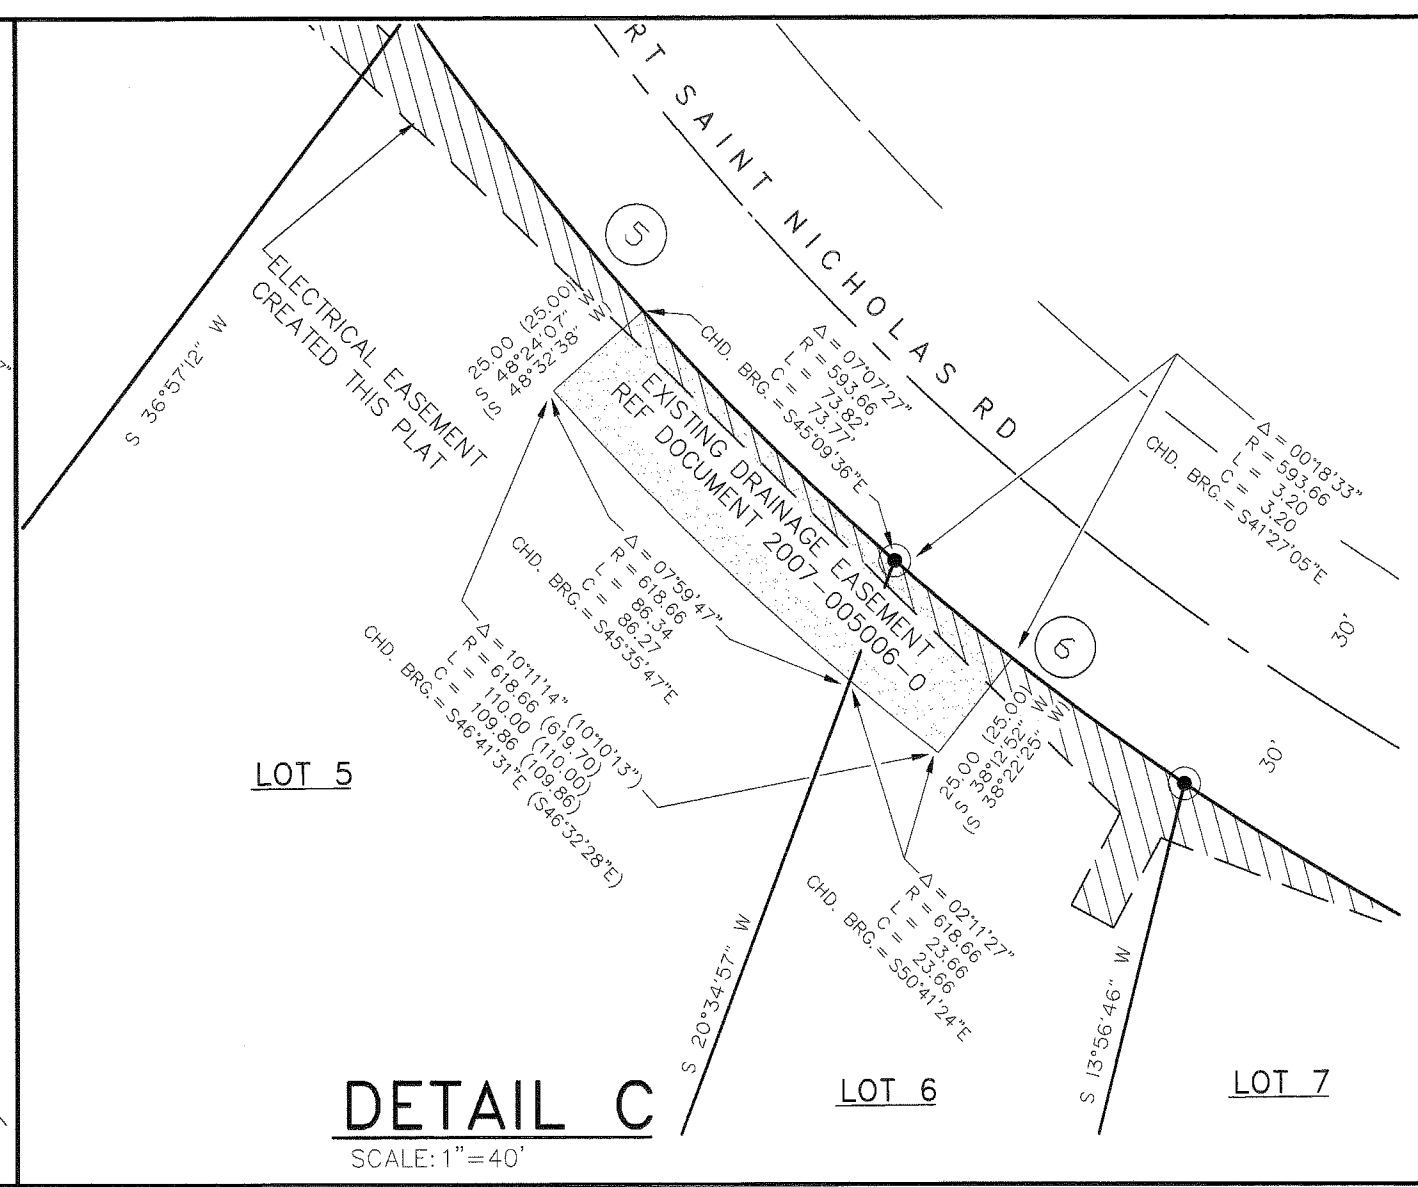 RT SAINT NICHOLAS RD
5
ELECTRICAL EASEMENT
CREATED THIS PLAT
S 36°57'12" W
25.00 (25.00)
S 48°24'07" W
(S 48°32'38" W)
EXISTING DRAINAGE EASEMENT
REF DOCUMENT 2007-005006-0
Δ = 07°07'27"
R = 593.66
L = 73.82'
C = 73.77'
CHD. BRG. = S45°09'36"E
Δ = 00°18'33"
R = 593.66
L = 3.20
C = 3.20
CHD. BRG. = S41°27'05"E
Δ = 07°59'47"
R = 618.66
L = 86.34
C = 86.27
CHD. BRG. = S45°35'47"E
Δ = 10°11'14" (10°10'13")
R = 618.66 (619.70)
L = 110.00 (110.00)
C = 109.86 (109.86)
CHD. BRG. = S46°41'31"E (S46°32'28"E)
6
30'
30'
25.00 (25.00)
S 38°12'52" W
(S 38°22'25" W)
Δ = 02°11'27"
R = 618.66
L = 23.66
C = 23.66
CHD. BRG. = S50°41'24"E
LOT 5
S 20°34'57" W
LOT 6
S 13°56'46" W
LOT 7
DETAIL C
SCALE: 1"=40'